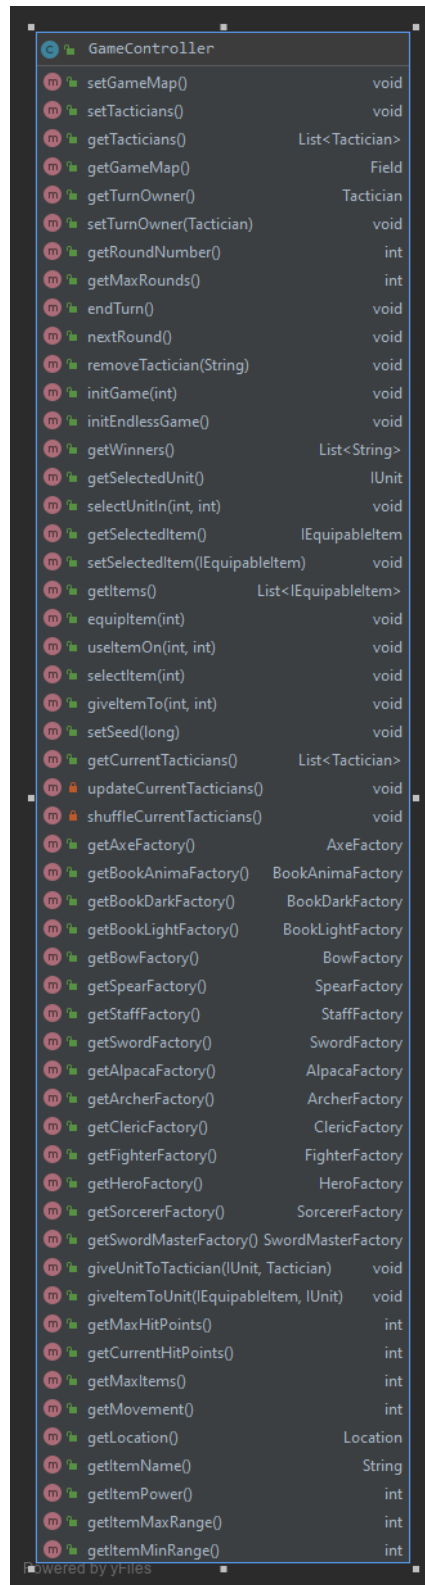 GameController
setGameMap() void
setTacticians() void
getTacticians() List<Tactician>
getGameMap() Field
getTurnOwner() Tactician
setTurnOwner(Tactician) void
getRoundNumber() int
getMaxRounds() int
endTurn() void
nextRound() void
removeTactician(String) void
initGame(int) void
initEndlessGame() void
getWinners() List<String>
getSelectedUnit() IUnit
selectUnitIn(int, int) void
getSelectedItem() IEquipableItem
setSelectedItem(IEquipableItem) void
getItems() List<IEquipableItem>
equipItem(int) void
useItemOn(int, int) void
selectItem(int) void
giveItemTo(int, int) void
setSeed(long) void
getCurrentTacticians() List<Tactician>
updateCurrentTacticians() void
shuffleCurrentTacticians() void
getAxeFactory() AxeFactory
getBookAnimaFactory() BookAnimaFactory
getBookDarkFactory() BookDarkFactory
getBookLightFactory() BookLightFactory
getBowFactory() BowFactory
getSpearFactory() SpearFactory
getStaffFactory() StaffFactory
getSwordFactory() SwordFactory
getAlpacaFactory() AlpacaFactory
getArcherFactory() ArcherFactory
getClericFactory() ClericFactory
getFighterFactory() FighterFactory
getHeroFactory() HeroFactory
getSorcererFactory() SorcererFactory
getSwordMasterFactory() SwordMasterFactory
giveUnitToTactician(IUnit, Tactician) void
giveItemToUnit(IEquipableItem, IUnit) void
getMaxHitPoints() int
getCurrentHitPoints() int
getMaxItems() int
getMovement() int
getLocation() Location
getItemName() String
getItemPower() int
getItemMaxRange() int
getItemMinRange() int
Powered by yFiles